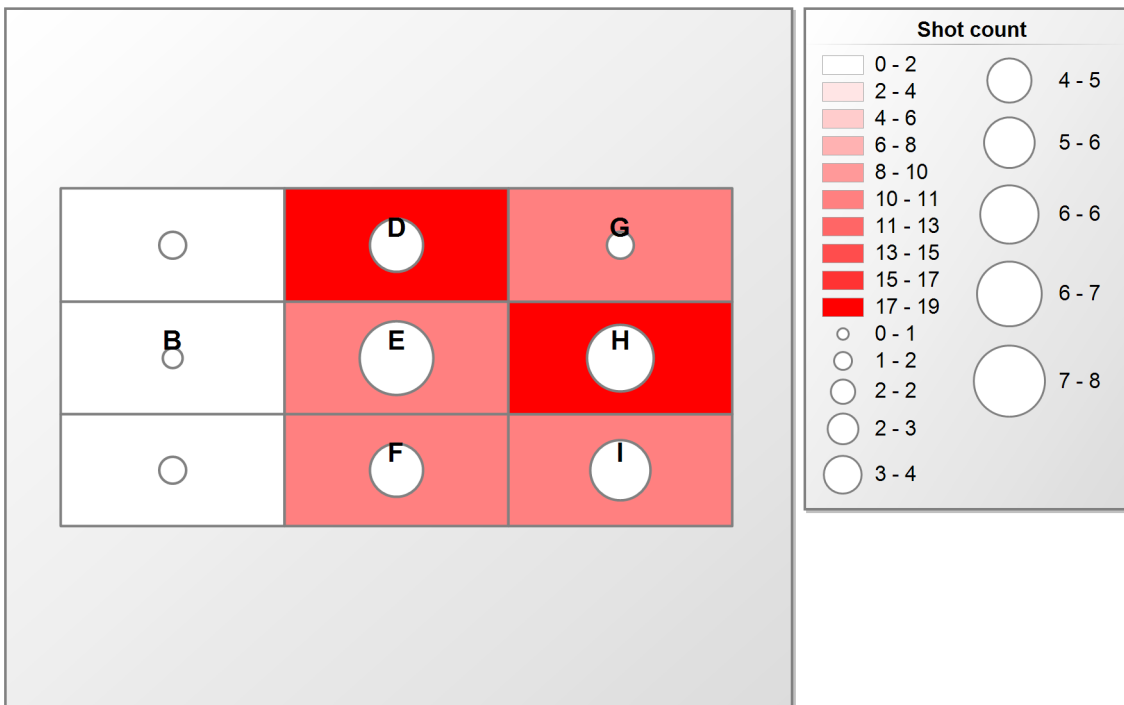 Shot count
0 - 2
2 - 4
4 - 6
6 - 8
8 - 10
10 - 11
11 - 13
13 - 15
15 - 17
17 - 19
0 - 1
1 - 2
2 - 2
2 - 3
3 - 4
4 - 5
5 - 6
6 - 6
6 - 7
7 - 8
D
G
B
E
H
F
I